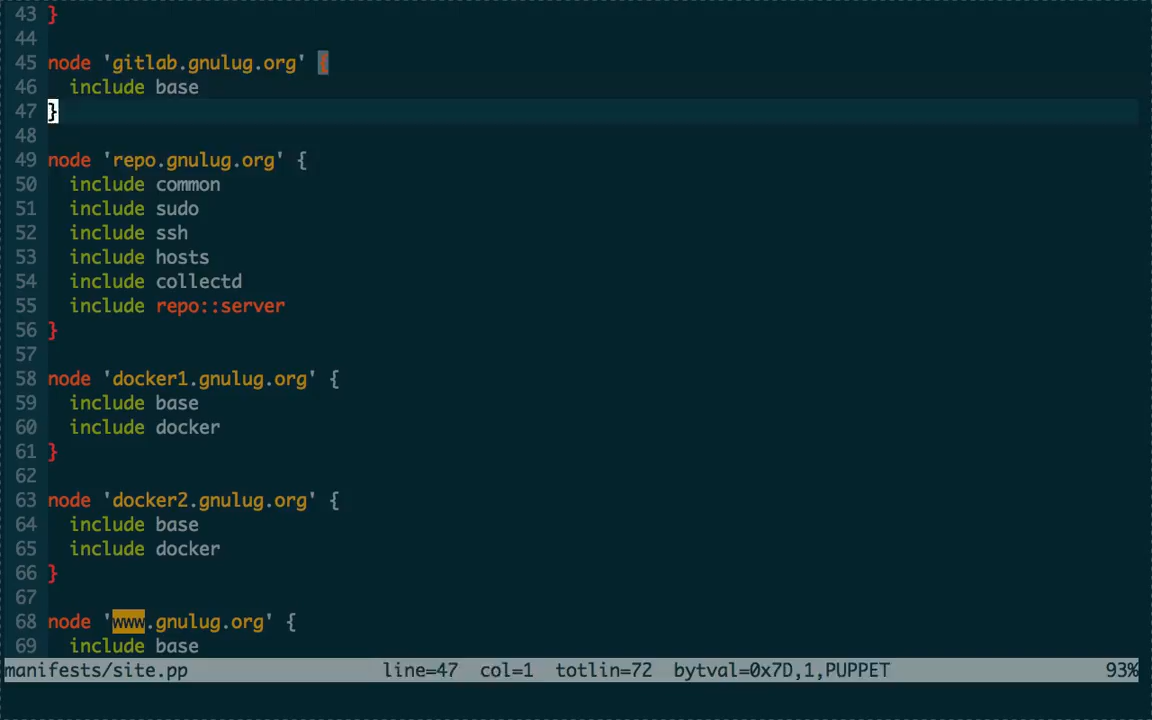 43 }
44
45 node 'gitlab.gnulug.org' {
46   include base
47 }
48
49 node 'repo.gnulug.org' {
50   include common
51   include sudo
52   include ssh
53   include hosts
54   include collectd
55   include repo::server
56 }
57
58 node 'docker1.gnulug.org' {
59   include base
60   include docker
61 }
62
63 node 'docker2.gnulug.org' {
64   include base
65   include docker
66 }
67
68 node 'www.gnulug.org' {
69   include base
manifests/site.pp line=47 col=1 totlin=72 bytval=0x7D,1,PUPPET 93%